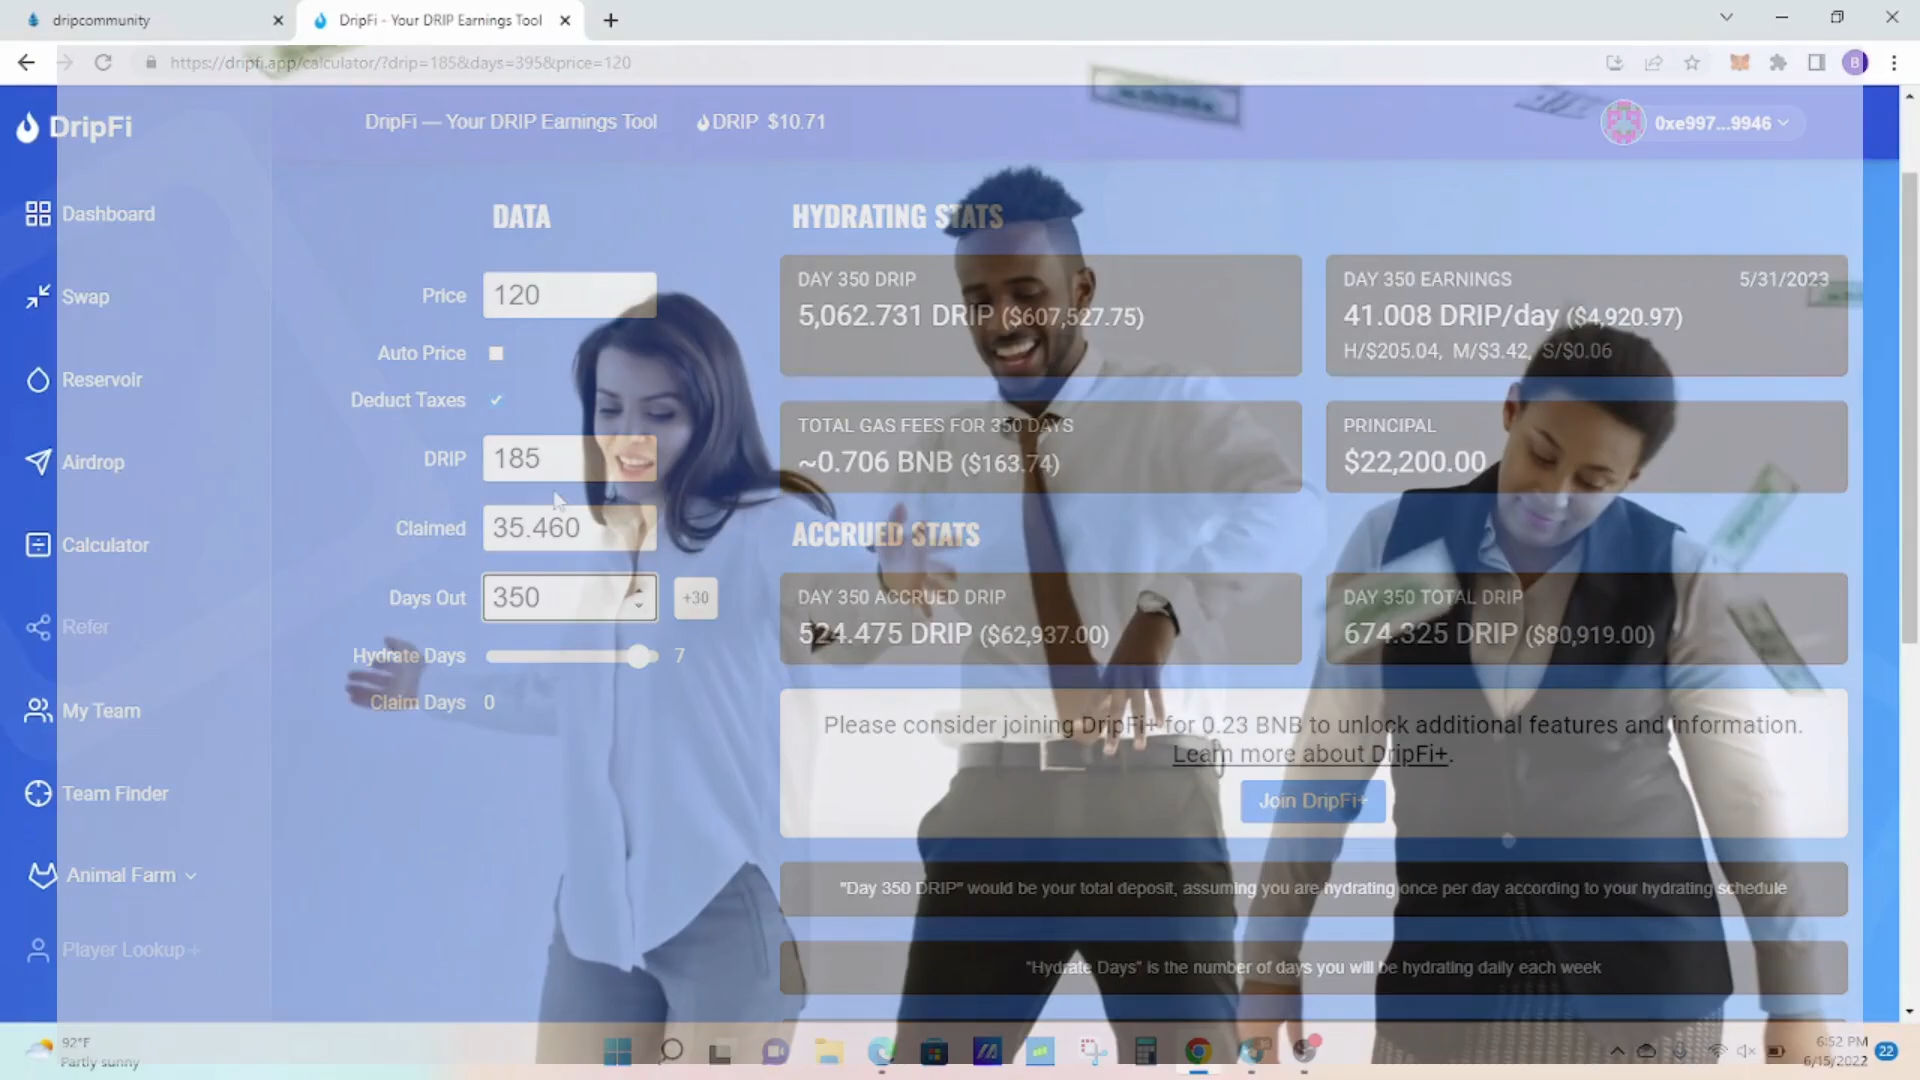 dripcommunity
DripFi - Your DRIP Earnings Tool
https://dripfi.app/calculator/?drip=185&days=395&price=120
B
DripFi
DripFi — Your DRIP Earnings Tool
DRIP $10.71
0xe997...9946
Dashboard
Swap
Reservoir
Airdrop
Calculator
Refer
My Team
Team Finder
Animal Farm
Player Lookup+
DATA
Price 120
Auto Price
Deduct Taxes
DRIP 185
Claimed 35.460
Days Out 350 +30
Hydrate Days 7
Claim Days 0
HYDRATING STATS
DAY 350 DRIP
5,062.731 DRIP ($607,527.75)
DAY 350 EARNINGS 5/31/2023
41.008 DRIP/day ($4,920.97)
H/$205.04, M/$3.42, S/$0.06
TOTAL GAS FEES FOR 350 DAYS
~0.706 BNB ($163.74)
PRINCIPAL
$22,200.00
ACCRUED STATS
DAY 350 ACCRUED DRIP
524.475 DRIP ($62,937.00)
DAY 350 TOTAL DRIP
674.325 DRIP ($80,919.00)
Please consider joining DripFi+ for 0.23 BNB to unlock additional features and information.
Learn more about DripFi+.
Join DripFi+
"Day 350 DRIP" would be your total deposit, assuming you are hydrating once per day according to your hydrating schedule
"Hydrate Days" is the number of days you will be hydrating daily each week
92°F
Partly sunny
6:52 PM
6/15/2022
22